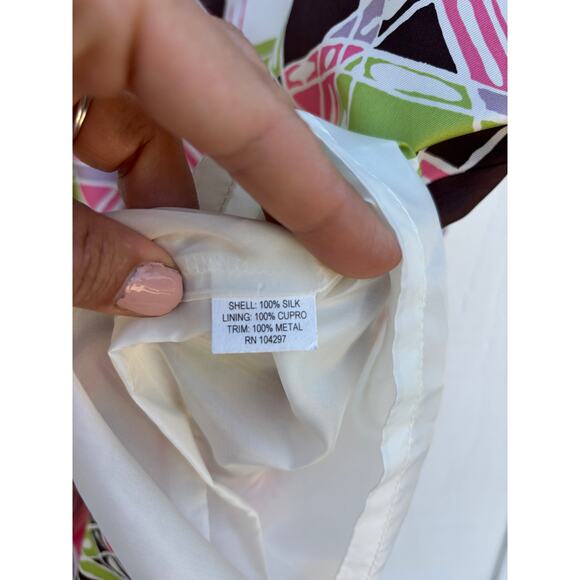 SHELL: 100% SILK
LINING: 100% CUPRO
TRIM: 100% METAL
RN 104297